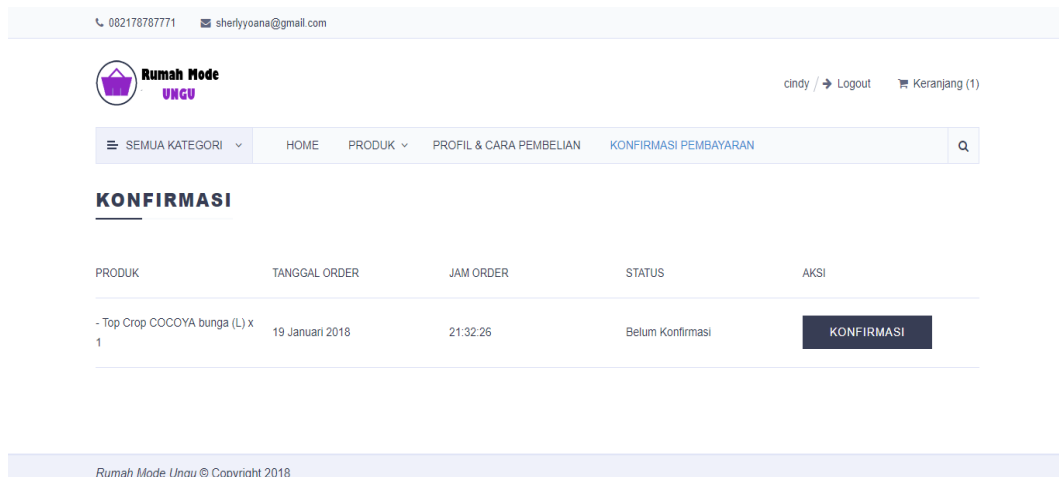 082178787771 sherlyyoana@gmail.com
Rumah Mode
UNGU
cindy / Logout Keranjang (1)
SEMUA KATEGORI HOME PRODUK PROFIL & CARA PEMBELIAN KONFIRMASI PEMBAYARAN
KONFIRMASI
PRODUK TANGGAL ORDER JAM ORDER STATUS AKSI
- Top Crop COCOYA bunga (L) x
1 19 Januari 2018 21:32:26 Belum Konfirmasi KONFIRMASI
Rumah Mode Ungu © Copyright 2018